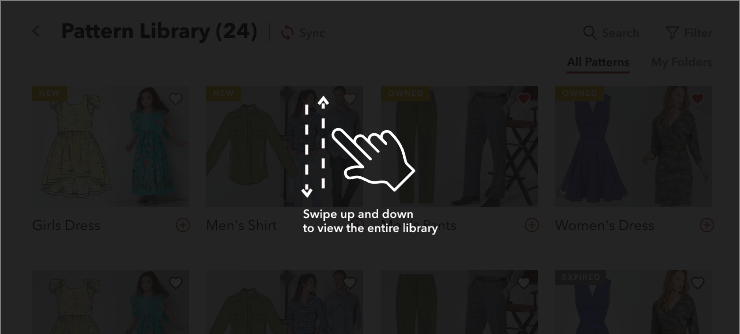 Pattern Library (24)
Sync
Search
Filter
All Patterns
My Folders
NEW
NEW
OWNED
OWNED
Swipe up and down
to view the entire library
Girls Dress
Men's Shirt
Pants
Women's Dress
EXPIRED